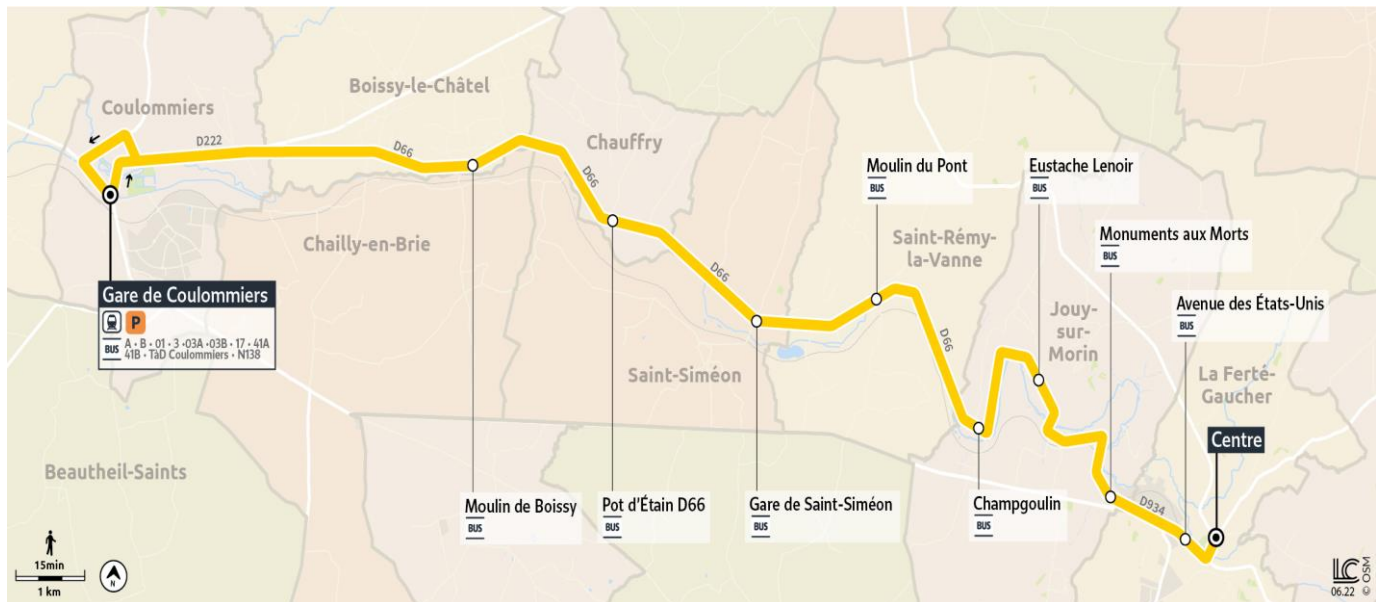 Boissy-le-Châtel
Coulommiers
D222
D66
Chauffry
D66
Moulin du Pont
BUS
Eustache Lenoir
BUS
Chailly-en-Brie
D66
Saint-Rémy-
la-Vanne
Monuments aux Morts
BUS
Gare de Coulommiers
P
BUS
A • B • 01 • 3 •03A •03B • 17 • 41A
41B • TàD Coulommiers • N138
Avenue des États-Unis
BUS
D66
Jouy-
sur-
Morin
Saint-Siméon
La Ferté-
Gaucher
Centre
Beautheil-Saints
Moulin de Boissy
BUS
Pot d'Étain D66
BUS
Gare de Saint-Siméon
BUS
Champgoulin
BUS
D934
15min
1 km
N
LC
06.22
© OSM